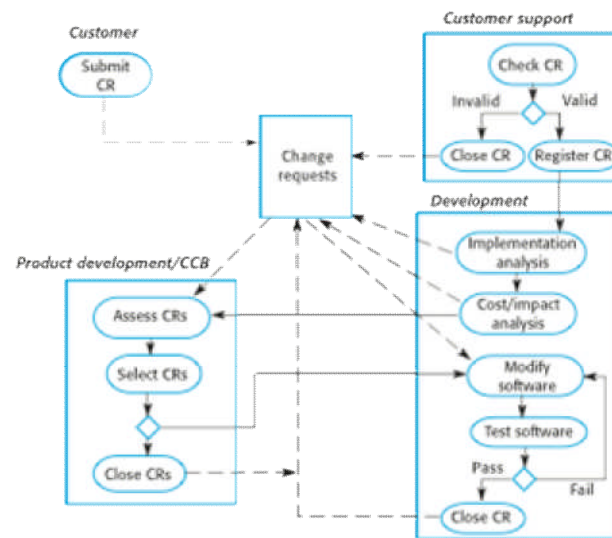 Customer
Submit
CR
Customer support
Check CR
Invalid
Valid
Close CR
Register CR
Change
requests
Development
Implementation
analysis
Cost/impact
analysis
Product development/CCB
Assess CRs
Select CRs
Close CRs
Modify
software
Test software
Pass
Fail
Close CR